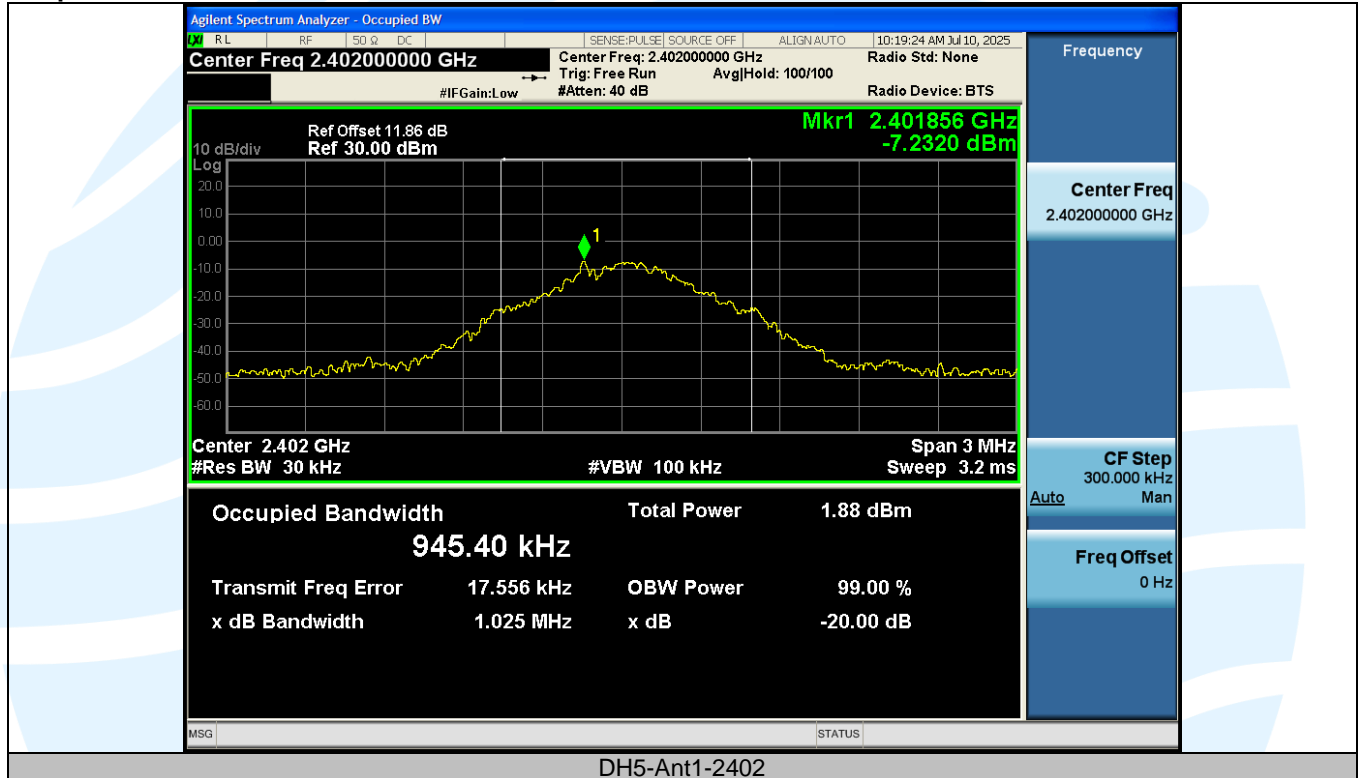 Agilent Spectrum Analyzer - Occupied BW
LXI RL RF 50 Ω DC SENSE:PULSE SOURCE OFF ALIGN AUTO 10:19:24 AM Jul 10, 2025
Center Freq 2.402000000 GHz
Center Freq: 2.402000000 GHz
Radio Std: None
Trig: Free Run Avg|Hold: 100/100
#IFGain:Low #Atten: 40 dB Radio Device: BTS
Mkr1 2.401856 GHz
-7.2320 dBm
Ref Offset 11.86 dB
10 dB/div Ref 30.00 dBm
Log
20.0
10.0
0.00
-10.0
-20.0
-30.0
-40.0
-50.0
-60.0
1
Center 2.402 GHz Span 3 MHz
#Res BW 30 kHz #VBW 100 kHz Sweep 3.2 ms
Occupied Bandwidth Total Power 1.88 dBm
945.40 kHz
Transmit Freq Error 17.556 kHz OBW Power 99.00 %
x dB Bandwidth 1.025 MHz x dB -20.00 dB
MSG STATUS
Frequency
Center Freq
2.402000000 GHz
CF Step
300.000 kHz
Auto Man
Freq Offset
0 Hz
DH5-Ant1-2402